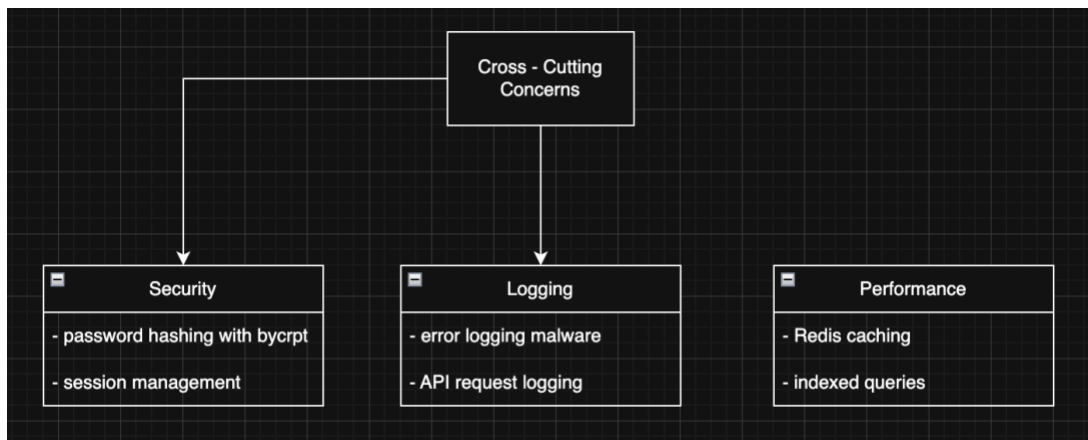 Cross - Cutting
Concerns
Security
- password hashing with bycrpt
- session management
Logging
- error logging malware
- API request logging
Performance
- Redis caching
- indexed queries